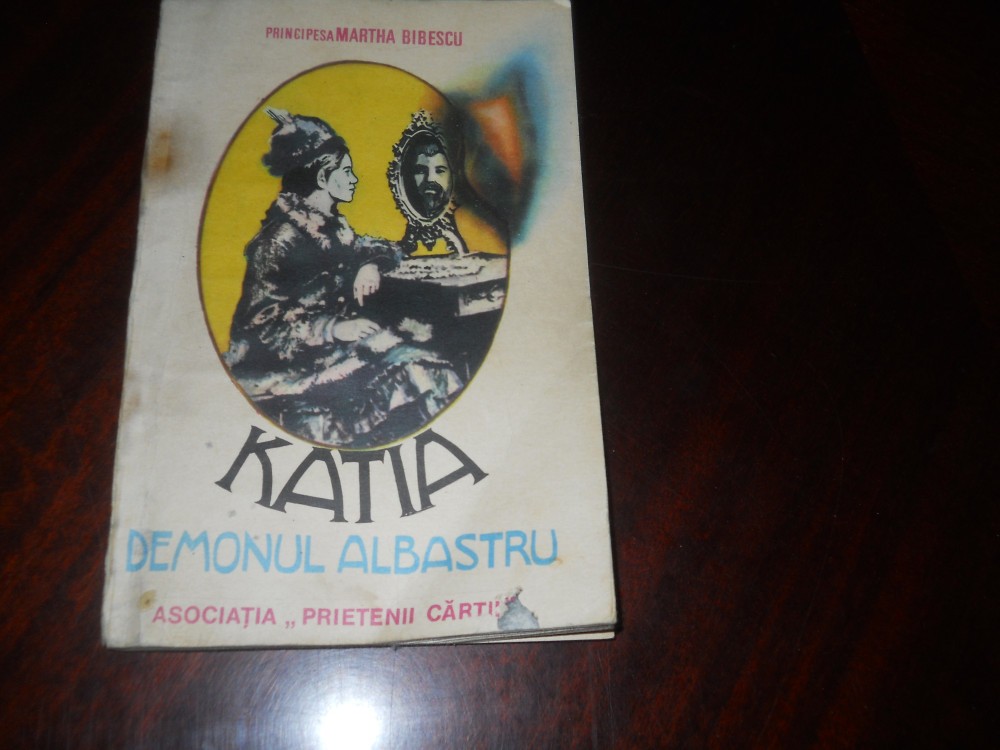 PRINCIPESA MARTHA BIBESCU
KATIA
DEMONUL ALBASTRU
ASOCIAȚIA „PRIETENII CĂRȚII"